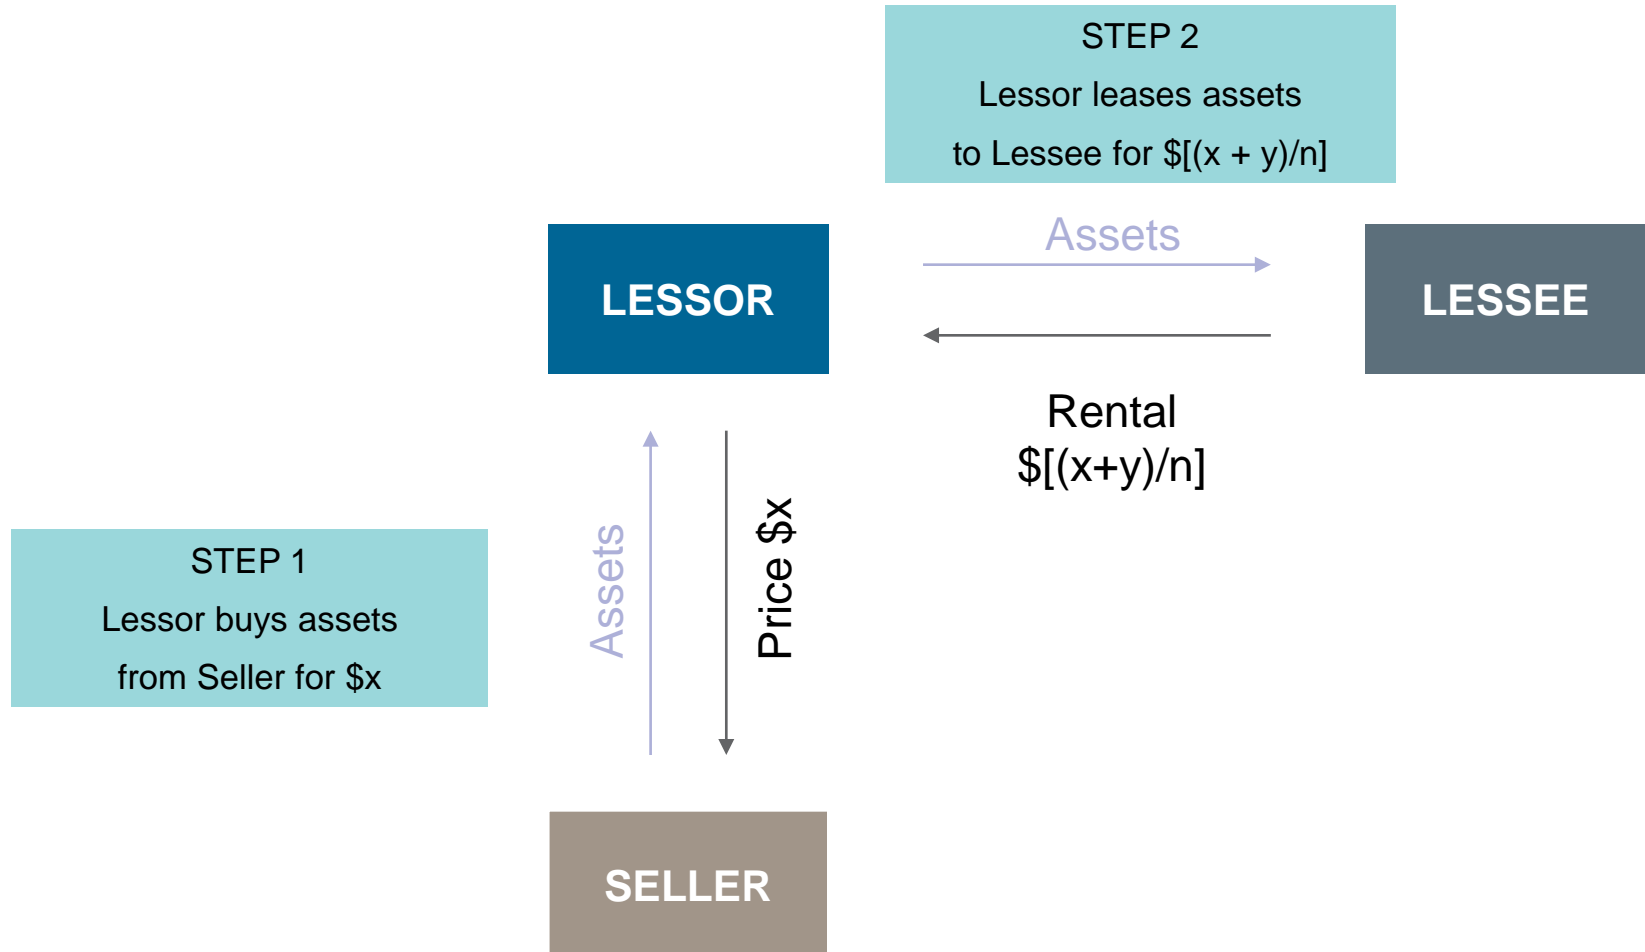 STEP 2
Lessor leases assets
to Lessee for $[(x + y)/n]
Assets
LESSOR
LESSEE
Rental
$[(x+y)/n]
STEP 1
Lessor buys assets
from Seller for $x
Assets
Price $x
SELLER